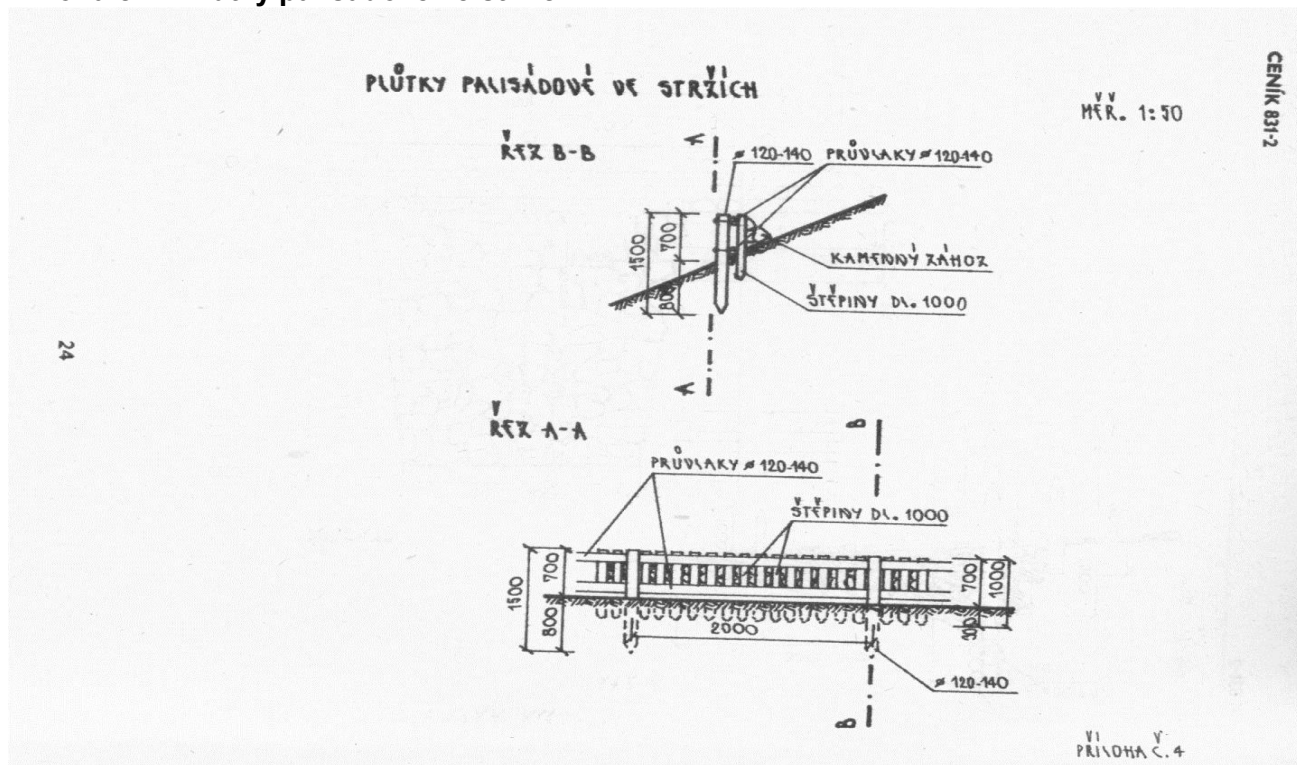 PLŮTKY PALISÁDOVÉ VE STRŽÍCH
MĚŘ. 1:50
CENÍK 831-2
ŘEZ B-B
A
ø 120-140
PRŮVLAKY ø 120-140
1500
700
800
KAMENNÝ ZÁHOZ
ŠTĚPINY DL. 1000
A
24
ŘEZ A-A
B
PRŮVLAKY ø 120-140
ŠTĚPINY DL. 1000
1500
700
800
700
1000
300
2000
ø 120-140
B
PŘÍLOHA Č. 4